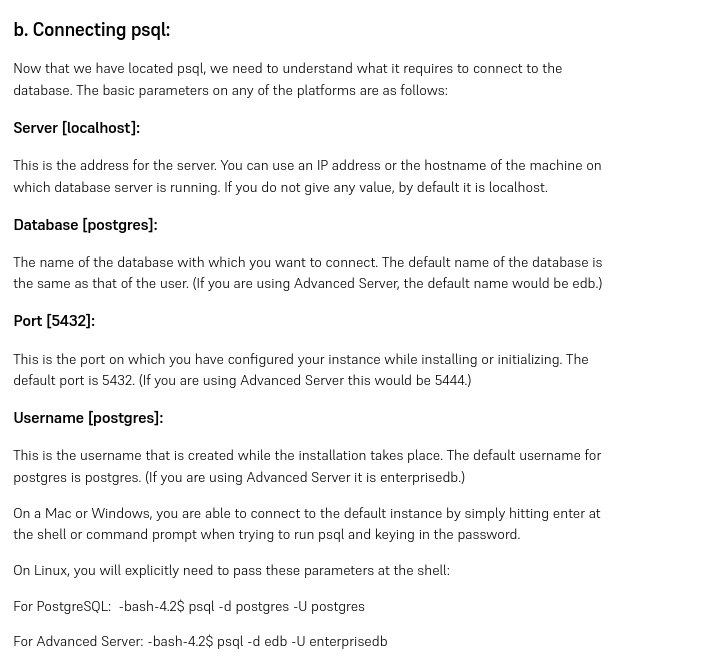 b. Connecting psql:
Now that we have located psql, we need to understand what it requires to connect to the
database. The basic parameters on any of the platforms are as follows:
Server [localhost]:
This is the address for the server. You can use an IP address or the hostname of the machine on
which database server is running. If you do not give any value, by default it is localhost.
Database [postgres]:
The name of the database with which you want to connect. The default name of the database is
the same as that of the user. (If you are using Advanced Server, the default name would be edb.)
Port [5432]:
This is the port on which you have configured your instance while installing or initializing. The
default port is 5432. (If you are using Advanced Server this would be 5444.)
Username [postgres]:
This is the username that is created while the installation takes place. The default username for
postgres is postgres. (If you are using Advanced Server it is enterprisedb.)
On a Mac or Windows, you are able to connect to the default instance by simply hitting enter at
the shell or command prompt when trying to run psql and keying in the password.
On Linux, you will explicitly need to pass these parameters at the shell:
For PostgreSQL:  -bash-4.2$ psql -d postgres -U postgres
For Advanced Server: -bash-4.2$ psql -d edb -U enterprisedb